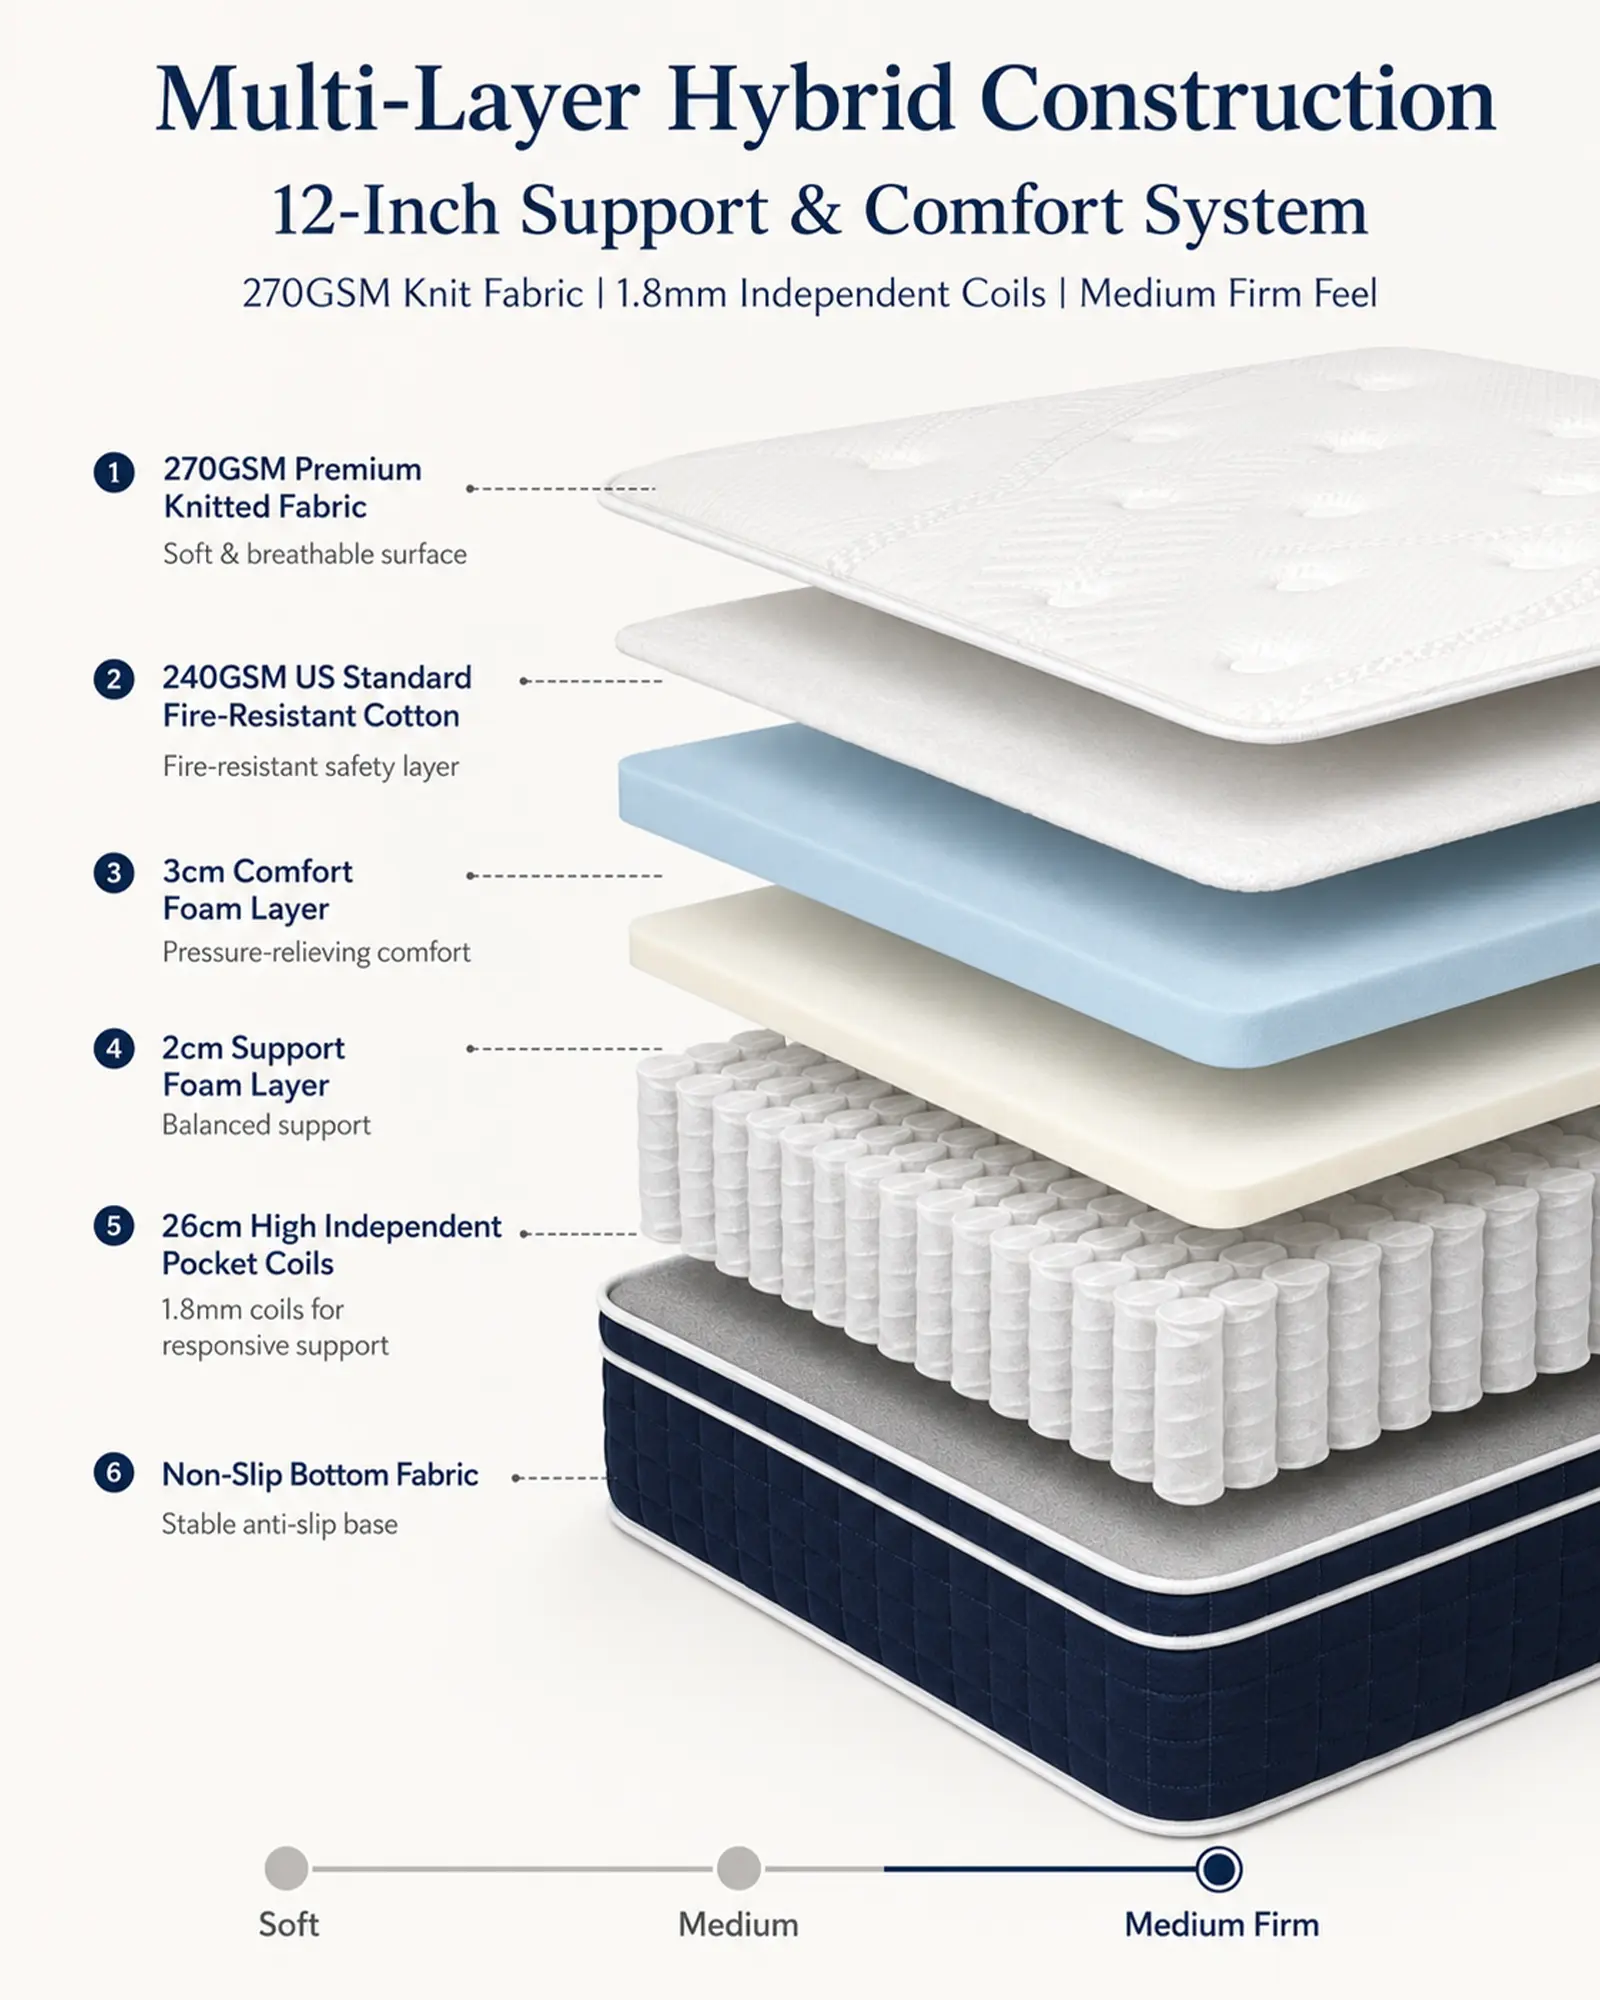 Multi-Layer Hybrid Construction
12-Inch Support & Comfort System
270GSM Knit Fabric | 1.8mm Independent Coils | Medium Firm Feel
1
270GSM Premium
Knitted Fabric
Soft & breathable surface
2
240GSM US Standard
Fire-Resistant Cotton
Fire-resistant safety layer
3
3cm Comfort
Foam Layer
Pressure-relieving comfort
4
2cm Support
Foam Layer
Balanced support
5
26cm High Independent
Pocket Coils
1.8mm coils for
responsive support
6
Non-Slip Bottom Fabric
Stable anti-slip base
Soft
Medium
Medium Firm